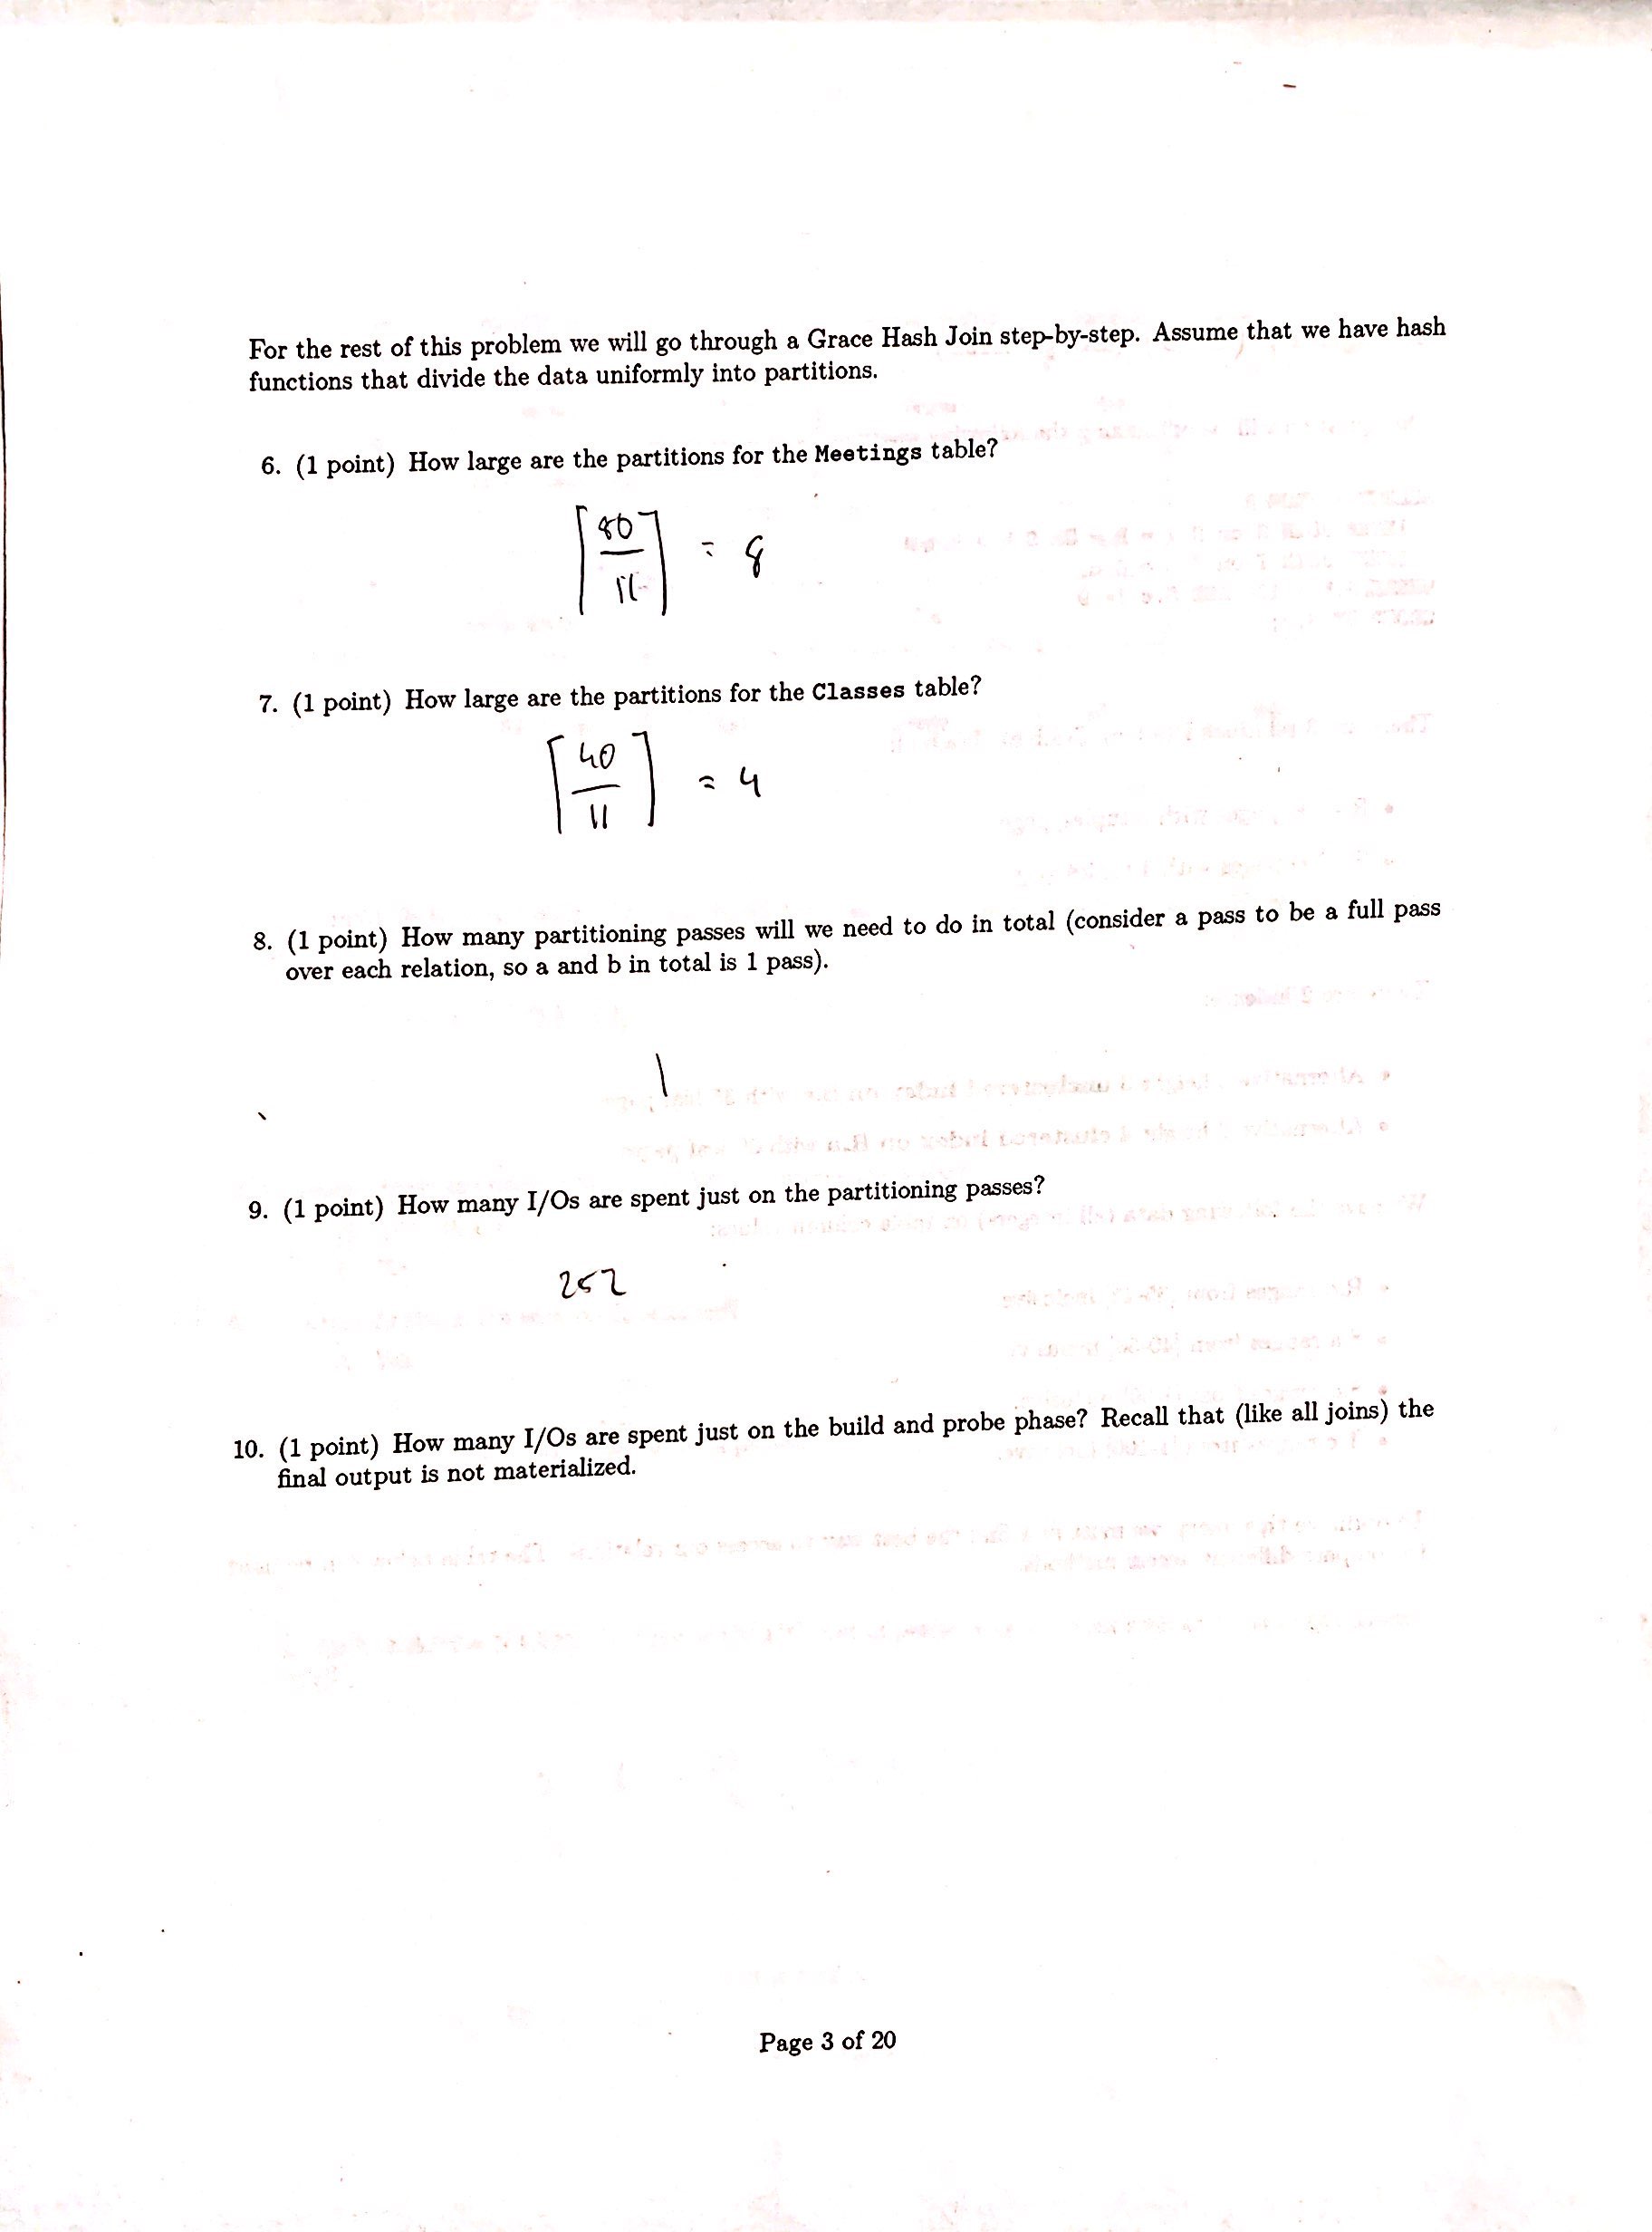 For the rest of this problem we will go through a Grace Hash Join step-by-step. Assume that we have hash
functions that divide the data uniformly into partitions.
6. (1 point) How large are the partitions for the Meetings table?
⌈80/11⌉ = 8
7. (1 point) How large are the partitions for the Classes table?
⌈40/11⌉ = 4
8. (1 point) How many partitioning passes will we need to do in total (consider a pass to be a full pass
over each relation, so a and b in total is 1 pass).
1
9. (1 point) How many I/Os are spent just on the partitioning passes?
252
10. (1 point) How many I/Os are spent just on the build and probe phase? Recall that (like all joins) the
final output is not materialized.
Page 3 of 20